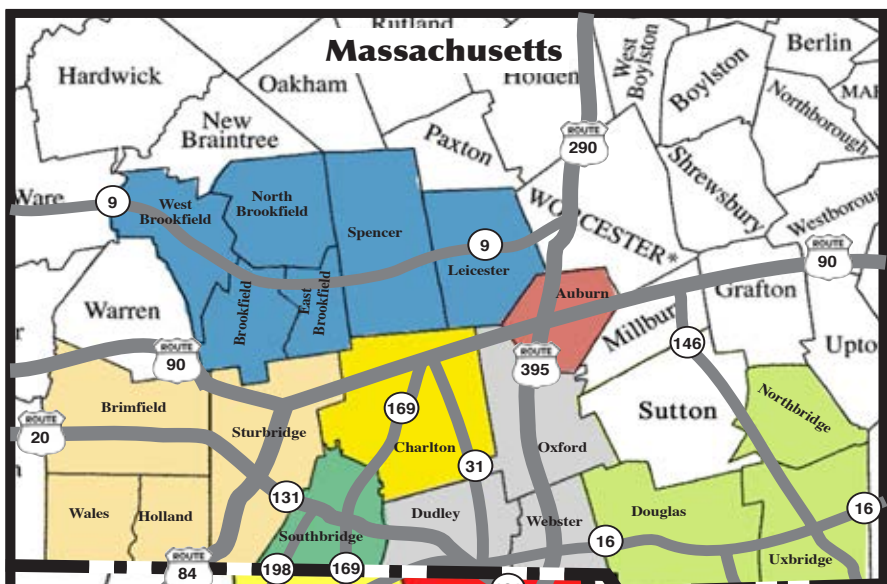 Massachusetts
Rutland
Berlin
Hardwick
Oakham
Holden
West
Boylston
Boylston
MAR
Northborough
New
Braintree
Paxton
ROUTE
290
Shrewsbury
Ware
9
West
Brookfield
North
Brookfield
Spencer
9
Leicester
WORCESTER*
Westboroug
ROUTE
90
Warren
Brookfield
East
Brookfield
Auburn
Millbur
Grafton
Upto
ROUTE
90
ROUTE
395
146
Brimfield
ROUTE
20
Sturbridge
169
Charlton
31
Oxford
Sutton
Northbridge
Wales
Holland
131
Southbridge
Dudley
Webster
16
Douglas
16
Uxbridge
ROUTE
84
198
169